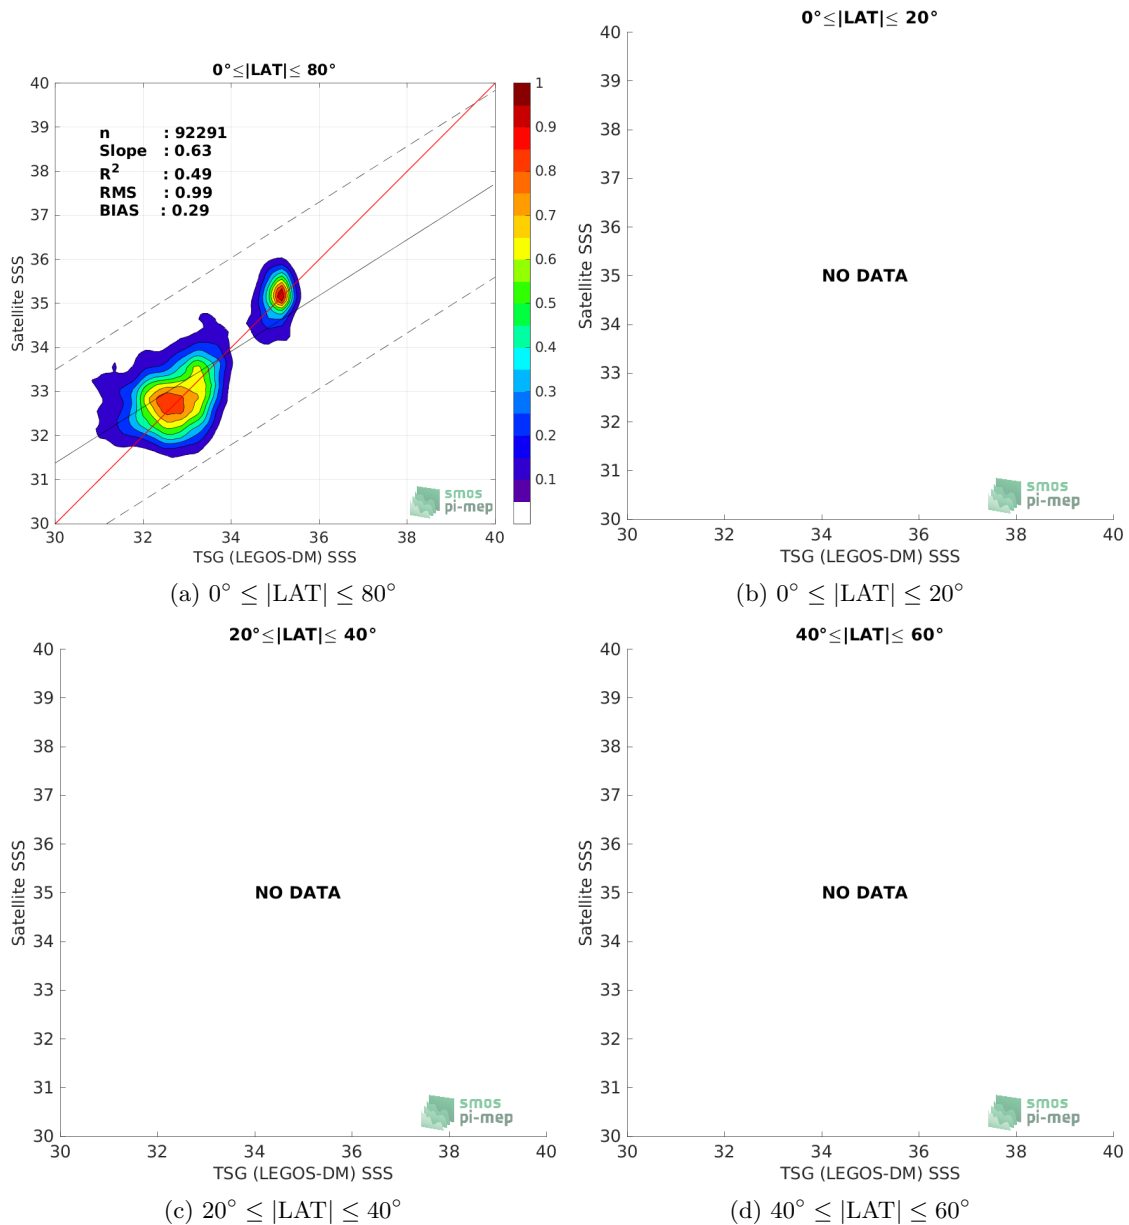 0°≤|LAT|≤ 80°
40
39
38
37
36
35
34
33
32
31
30
Satellite SSS
n : 92291
Slope : 0.63
R² : 0.49
RMS : 0.99
BIAS : 0.29
1
0.9
0.8
0.7
0.6
0.5
0.4
0.3
0.2
0.1
smos
pi-mep
30 32 34 36 38 40
TSG (LEGOS-DM) SSS
(a) 0° ≤ |LAT| ≤ 80°
0°≤|LAT|≤ 20°
40
39
38
37
36
35
34
33
32
31
30
Satellite SSS
NO DATA
smos
pi-mep
30 32 34 36 38 40
TSG (LEGOS-DM) SSS
(b) 0° ≤ |LAT| ≤ 20°
20°≤|LAT|≤ 40°
40
39
38
37
36
35
34
33
32
31
30
Satellite SSS
NO DATA
smos
pi-mep
30 32 34 36 38 40
TSG (LEGOS-DM) SSS
(c) 20° ≤ |LAT| ≤ 40°
40°≤|LAT|≤ 60°
40
39
38
37
36
35
34
33
32
31
30
Satellite SSS
NO DATA
smos
pi-mep
30 32 34 36 38 40
TSG (LEGOS-DM) SSS
(d) 40° ≤ |LAT| ≤ 60°